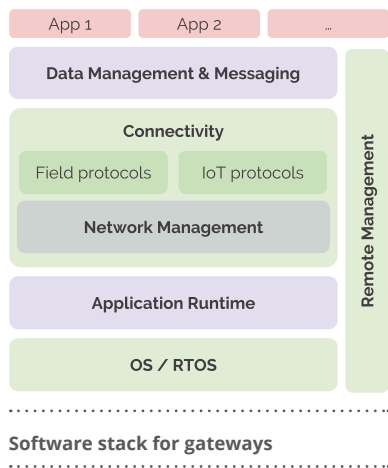 App 1
App 2
...
Data Management & Messaging
Connectivity
Field protocols
IoT protocols
Network Management
Application Runtime
OS / RTOS
Remote Management
Software stack for gateways